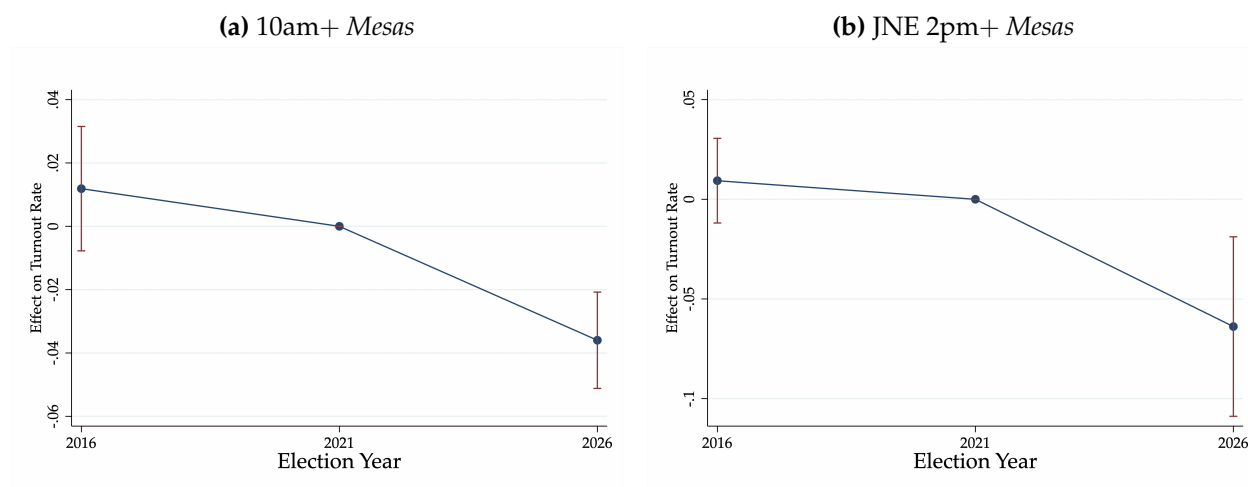 (a) 10am+ Mesas
Effect on Turnout Rate
.04
.02
0
-.02
-.04
-.06
2016 2021 2026
Election Year
(b) JNE 2pm+ Mesas
Effect on Turnout Rate
.05
0
-.05
-.1
2016 2021 2026
Election Year